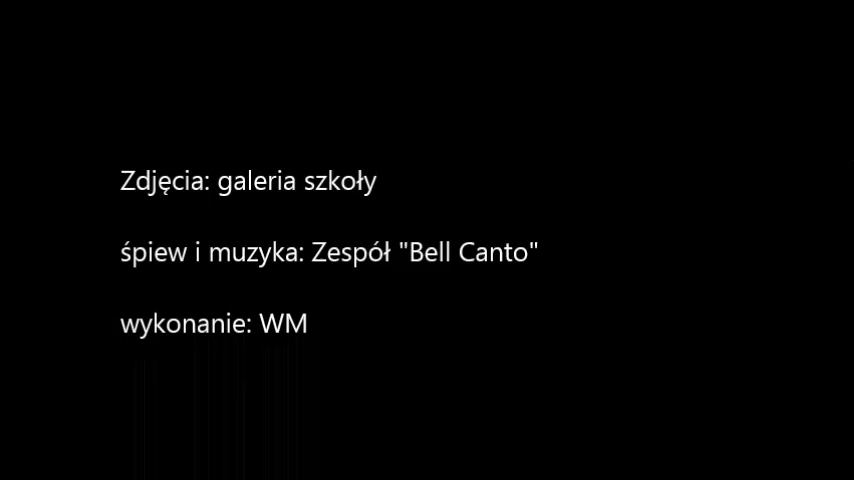 Zdjęcia: galeria szkoły
śpiew i muzyka: Zespół "Bell Canto"
wykonanie: WM